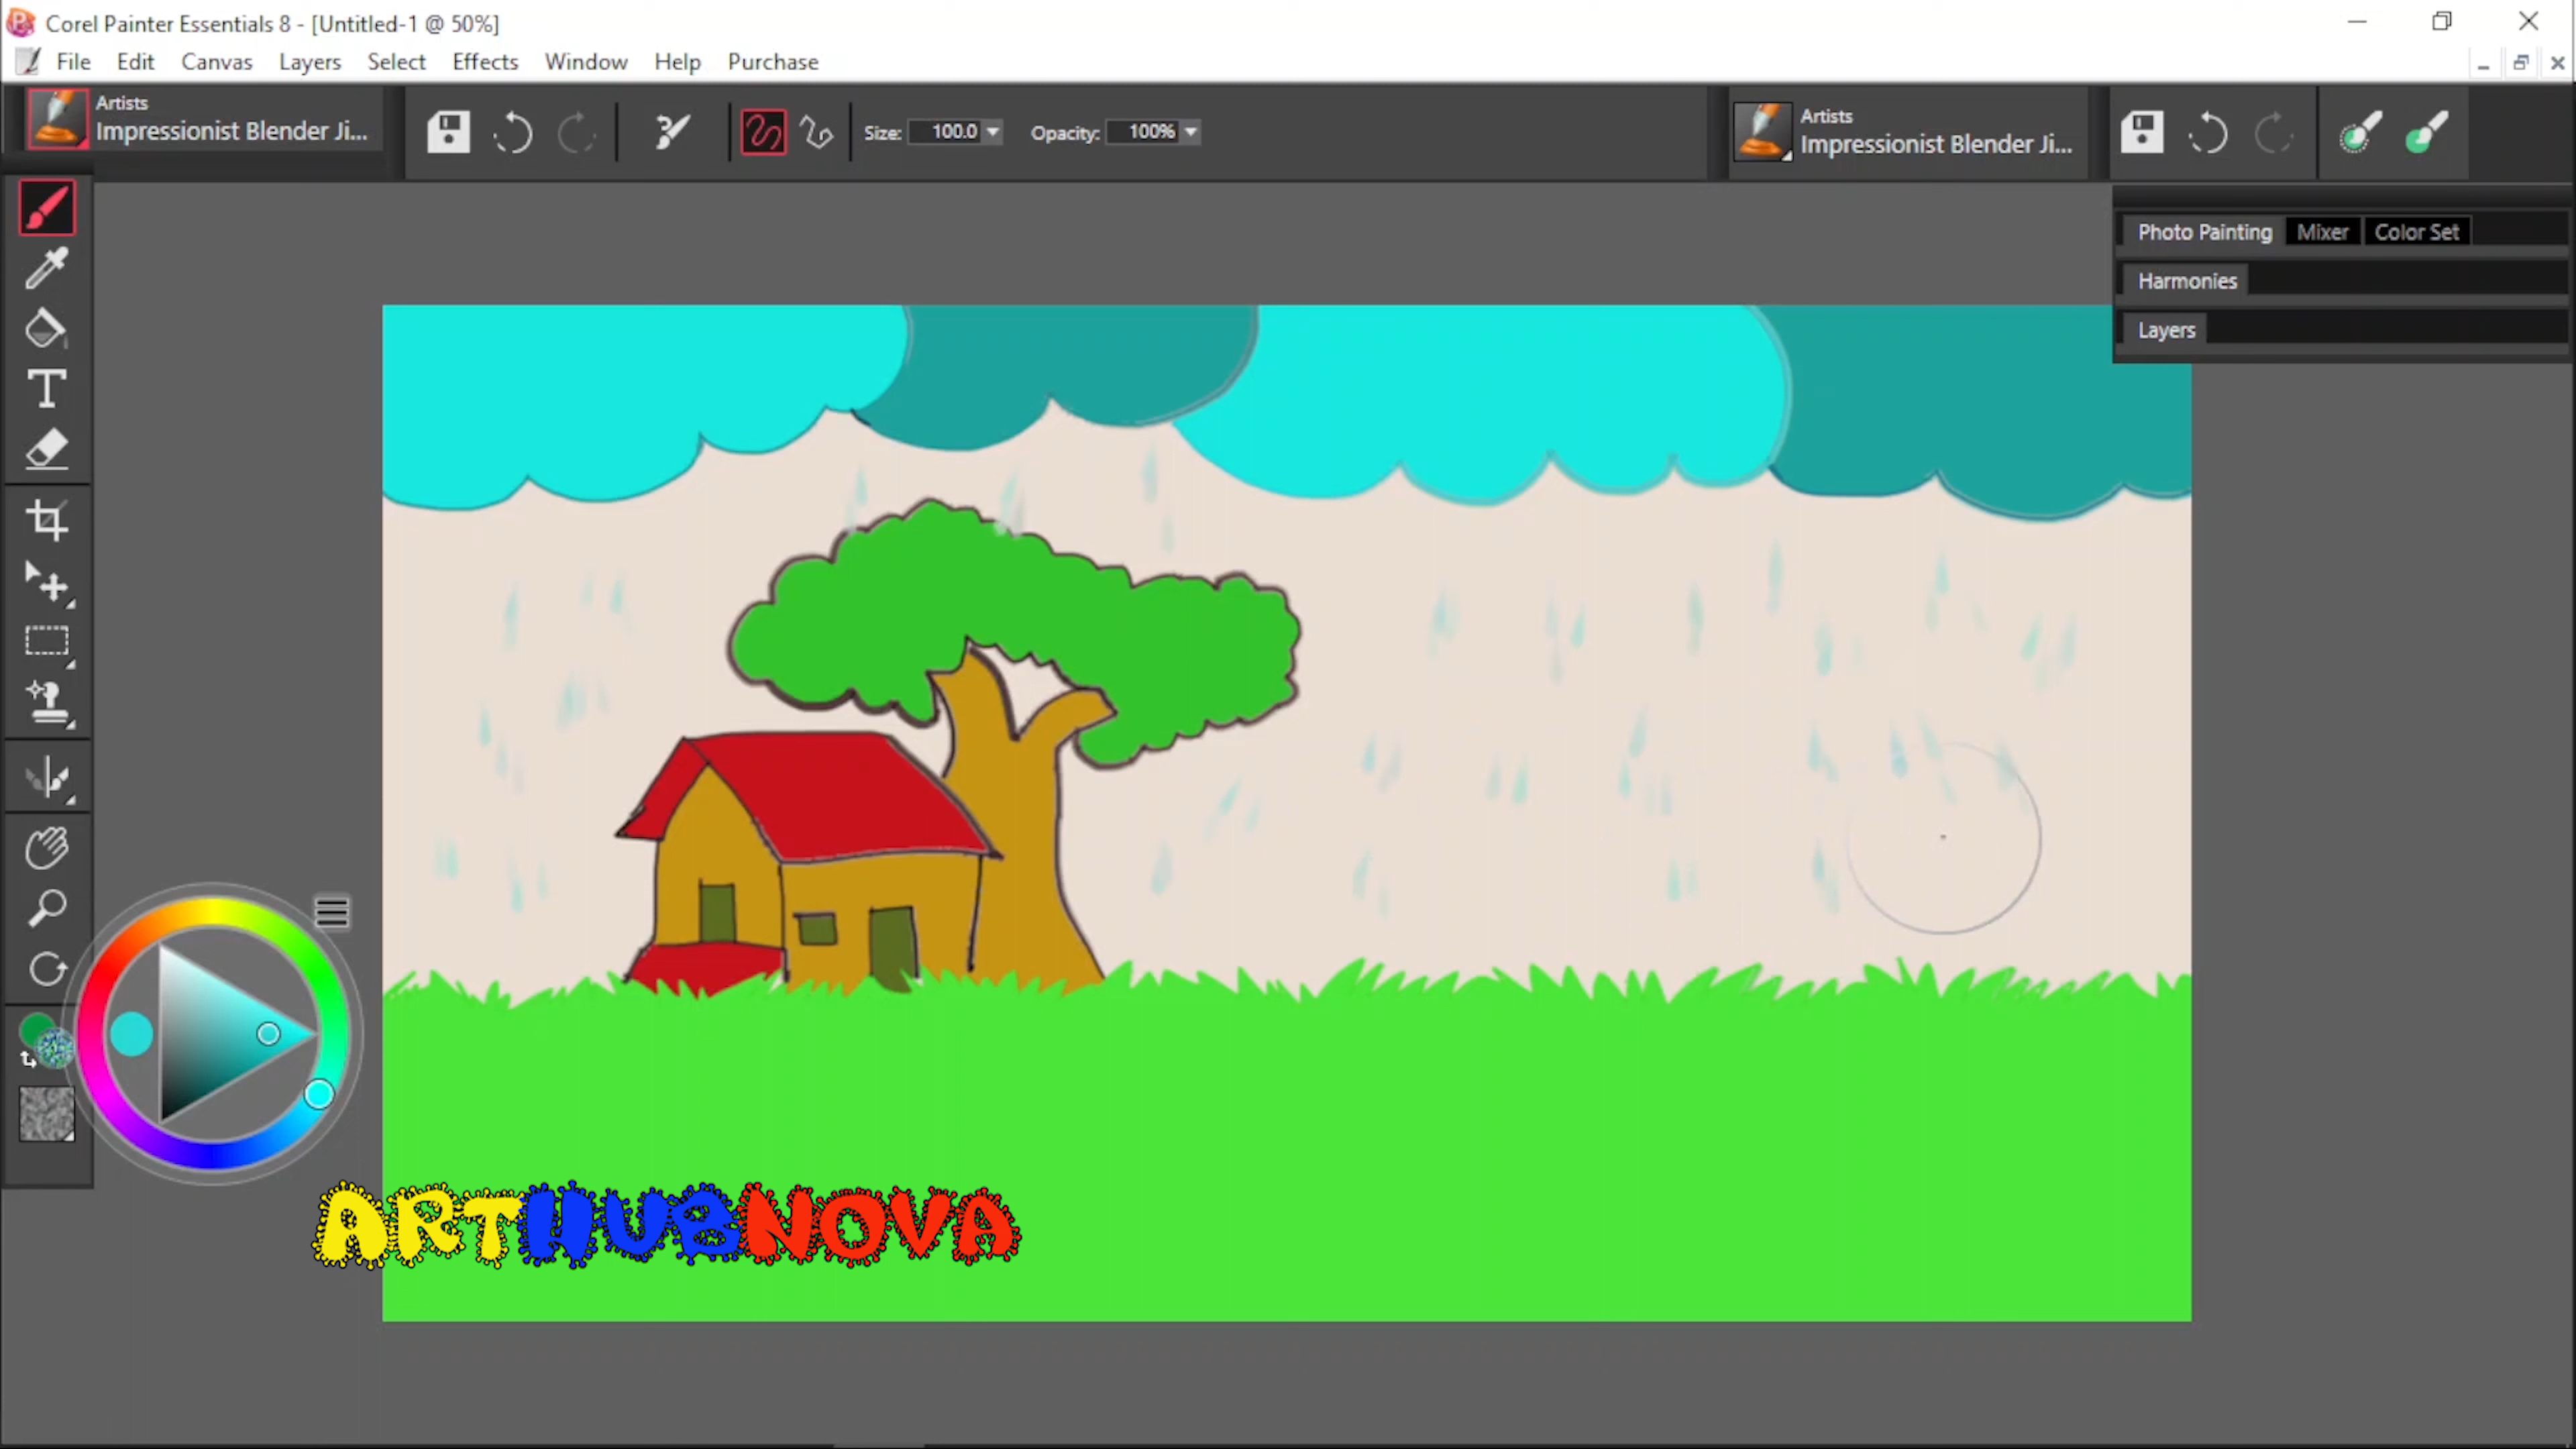 Corel Painter Essentials 8 - [Untitled-1 @ 50%]
File Edit Canvas Layers Select Effects Window Help Purchase
Artists
Impressionist Blender Ji...
Size: 100.0 Opacity: 100%
Artists
Impressionist Blender Ji...
Photo Painting Mixer Color Set
Harmonies
Layers
T
ARTHUBNOVA